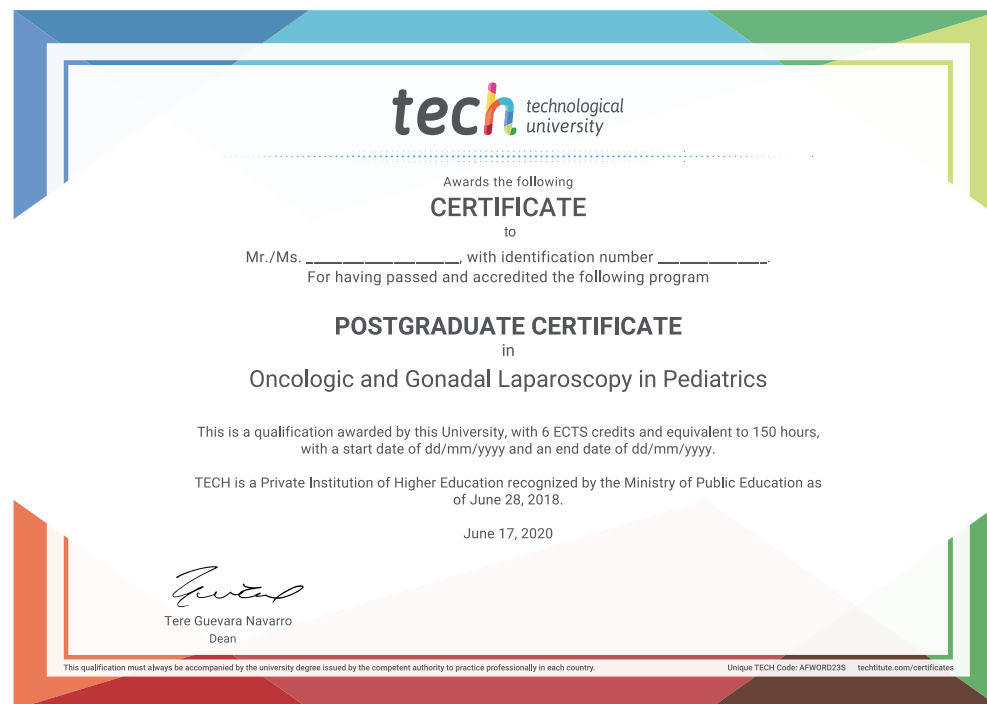 tech technological
university
Awards the following
CERTIFICATE
to
Mr./Ms. ____________________, with identification number ______________.
For having passed and accredited the following program
POSTGRADUATE CERTIFICATE
in
Oncologic and Gonadal Laparoscopy in Pediatrics
This is a qualification awarded by this University, with 6 ECTS credits and equivalent to 150 hours,
with a start date of dd/mm/yyyy and an end date of dd/mm/yyyy.
TECH is a Private Institution of Higher Education recognized by the Ministry of Public Education as
of June 28, 2018.
June 17, 2020
Tere Guevara Navarro
Dean
This qualification must always be accompanied by the university degree issued by the competent authority to practice professionally in each country. Unique TECH Code: AFWORD23S techtitute.com/certificates